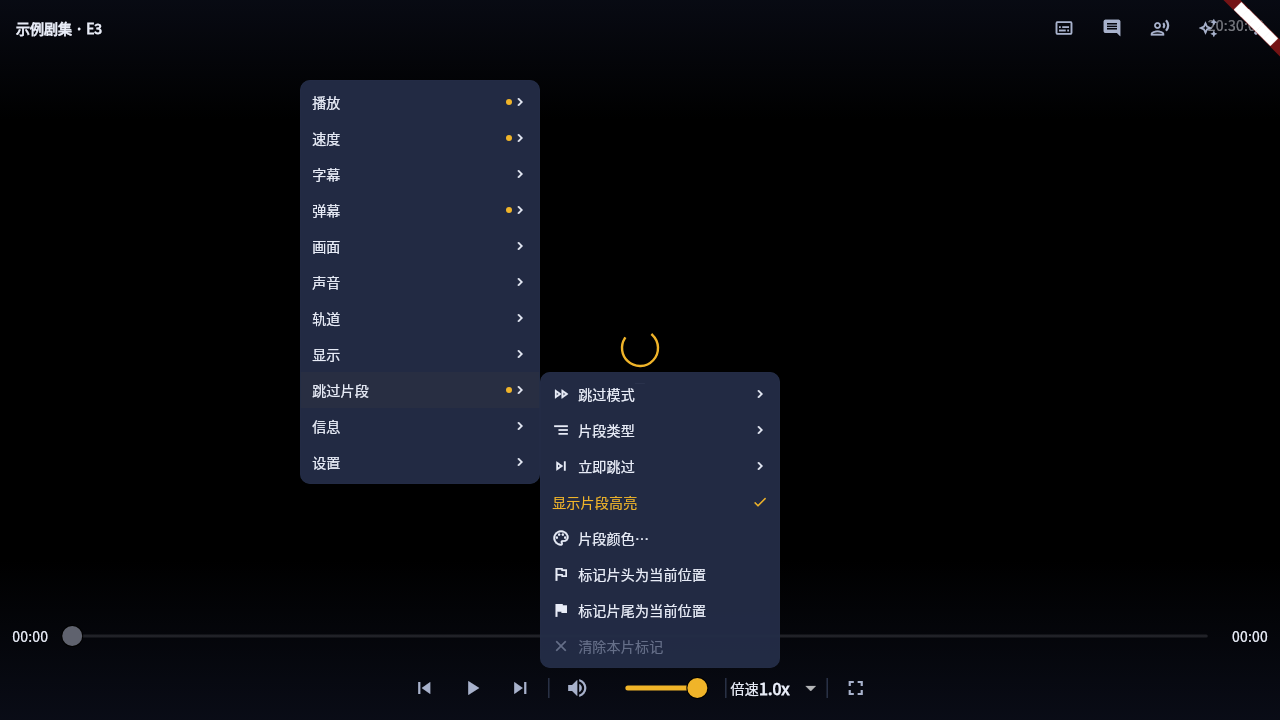 示例剧集 · E3
20:30:
播放
速度
字幕
弹幕
画面
声音
轨道
显示
跳过片段
信息
设置
跳过模式
片段类型
立即跳过
显示片段高亮
片段颜色…
标记片头为当前位置
标记片尾为当前位置
清除本片标记
00:00
00:00
倍速1.0x